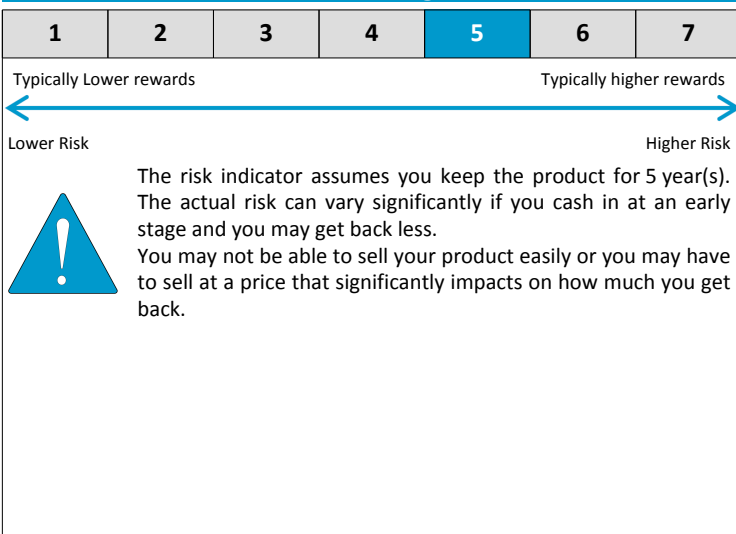 1 2 3 4 5 6 7
Typically Lower rewards Typically higher rewards
Lower Risk Higher Risk
The risk indicator assumes you keep the product for 5 year(s).
The actual risk can vary significantly if you cash in at an early
stage and you may get back less.
You may not be able to sell your product easily or you may have
to sell at a price that significantly impacts on how much you get
back.